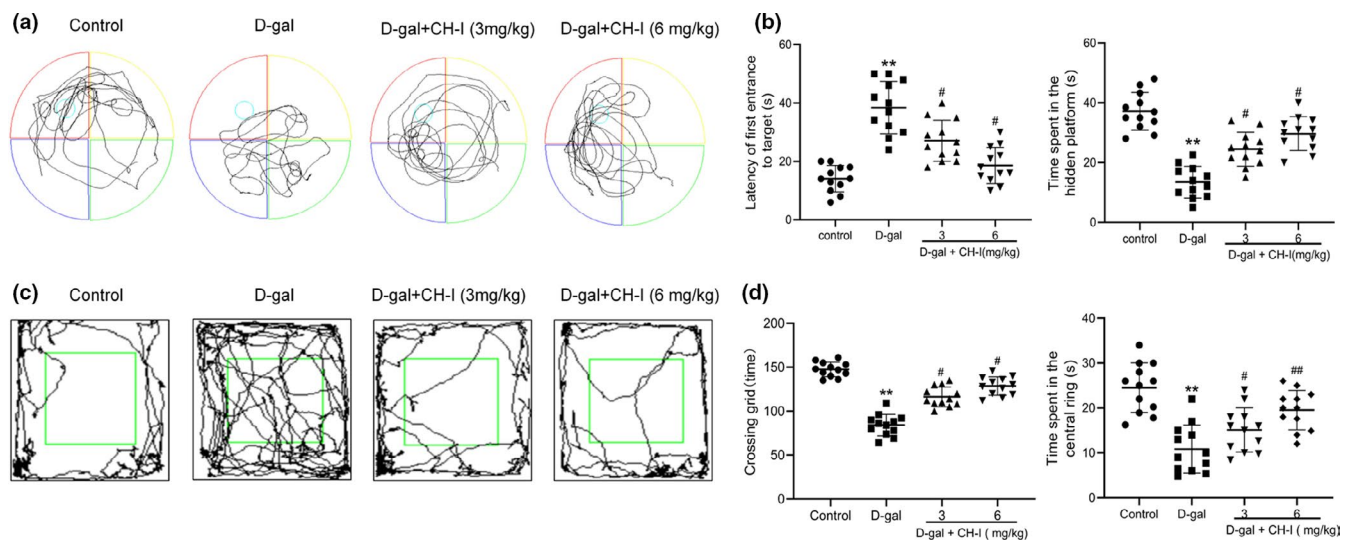 (a)
Control
D-gal
D-gal+CH-I (3mg/kg)
D-gal+CH-I (6 mg/kg)
(b)
Latency of first entrance
to target (s)
60
40
20
0
**
#
#
control
D-gal
3
6
D-gal + CH-I(mg/kg)
Time spent in the
hidden platform (s)
60
40
20
0
**
#
#
control
D-gal
3
6
D-gal + CH-I(mg/kg)
(c)
Control
D-gal
D-gal+CH-I (3mg/kg)
D-gal+CH-I (6 mg/kg)
(d)
Crossing grid (time)
200
150
100
50
0
**
#
#
Control
D-gal
3
6
D-gal + CH-I ( mg/kg)
Time spent in the
central ring (s)
40
30
20
10
0
**
#
##
Control
D-gal
3
6
D-gal + CH-I ( mg/kg)